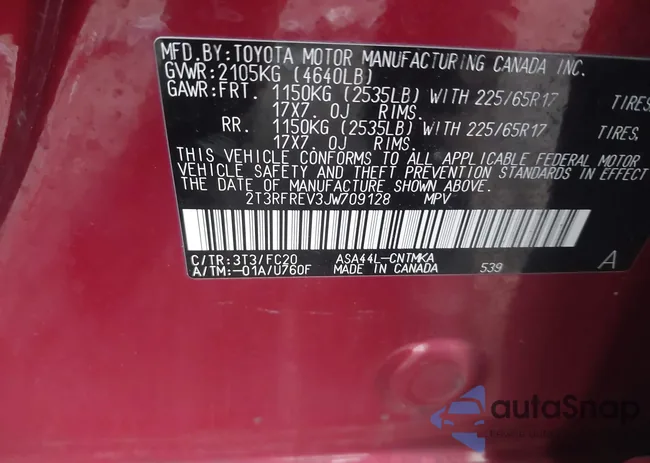 MFD. BY: TOYOTA MOTOR MANUFACTURING CANADA INC.
GVWR: 2105KG (4640LB)
GAWR: FRT. 1150KG (2535LB) WITH 225/65R17 TIRES,
17X7. 0J RIMS.
RR. 1150KG (2535LB) WITH 225/65R17 TIRES,
17X7. 0J RIMS.
THIS VEHICLE CONFORMS TO ALL APPLICABLE FEDERAL MOTOR
VEHICLE SAFETY STANDARDS IN EFFECT
THE DATE OF MANUFACTURE SHOWN ABOVE.
2T3RFREV3JW709128 MPV
C/TR: 3T3/FC20 ASA44L-CNTMKA
A/TM: -01A/U760F MADE IN CANADA 539 A
autoSnap